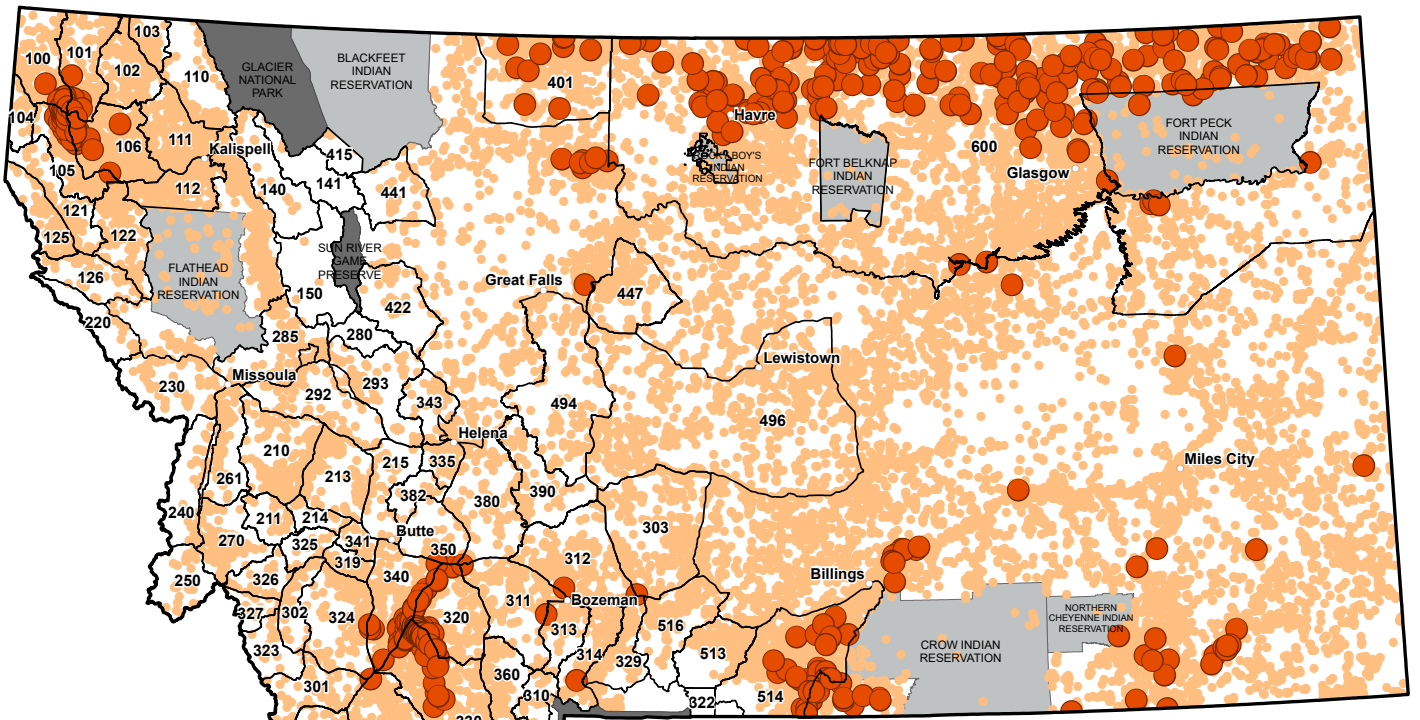 103
101
100
102
110
GLACIER
NATIONAL
PARK
BLACKFEET
INDIAN
RESERVATION
401
104
106
111
Kalispell
415
Havre
600
FORT PECK
INDIAN
RESERVATION
105
112
140
141
441
INDIAN
RESERVATION
FORT BELKNAP
INDIAN
RESERVATION
Glasgow
121
125
122
126
FLATHEAD
INDIAN
RESERVATION
SUN RIVER
GAME
PRESERVE
150
422
Great Falls
447
220
285
280
Lewistown
230
Missoula
292
293
343
494
496
Helena
210
213
215
335
261
382
380
390
Miles City
240
211
214
303
270
325
341
Butte
350
319
312
250
326
340
Billings
327
302
324
320
311
Bozeman
313
516
323
314
329
513
NORTHERN
CHEYENNE INDIAN
RESERVATION
CROW INDIAN
RESERVATION
301
360
310
322
514
330